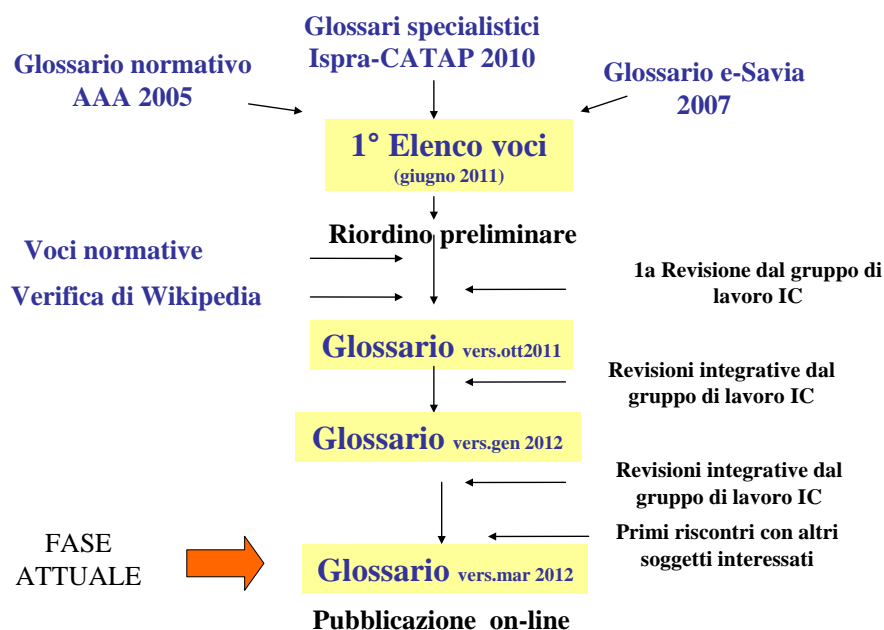 Glossari specialistici
Ispra-CATAP 2010
Glossario normativo
AAA 2005
Glossario e-Savia
2007
1° Elenco voci
(giugno 2011)
Riordino preliminare
Voci normative
Verifica di Wikipedia
1a Revisione dal gruppo di
lavoro IC
Glossario vers.ott2011
Revisioni integrative dal
gruppo di lavoro IC
Glossario vers.gen 2012
Revisioni integrative dal
gruppo di lavoro IC
Primi riscontri con altri
soggetti interessati
FASE
ATTUALE
Glossario vers.mar 2012
Pubblicazione on-line